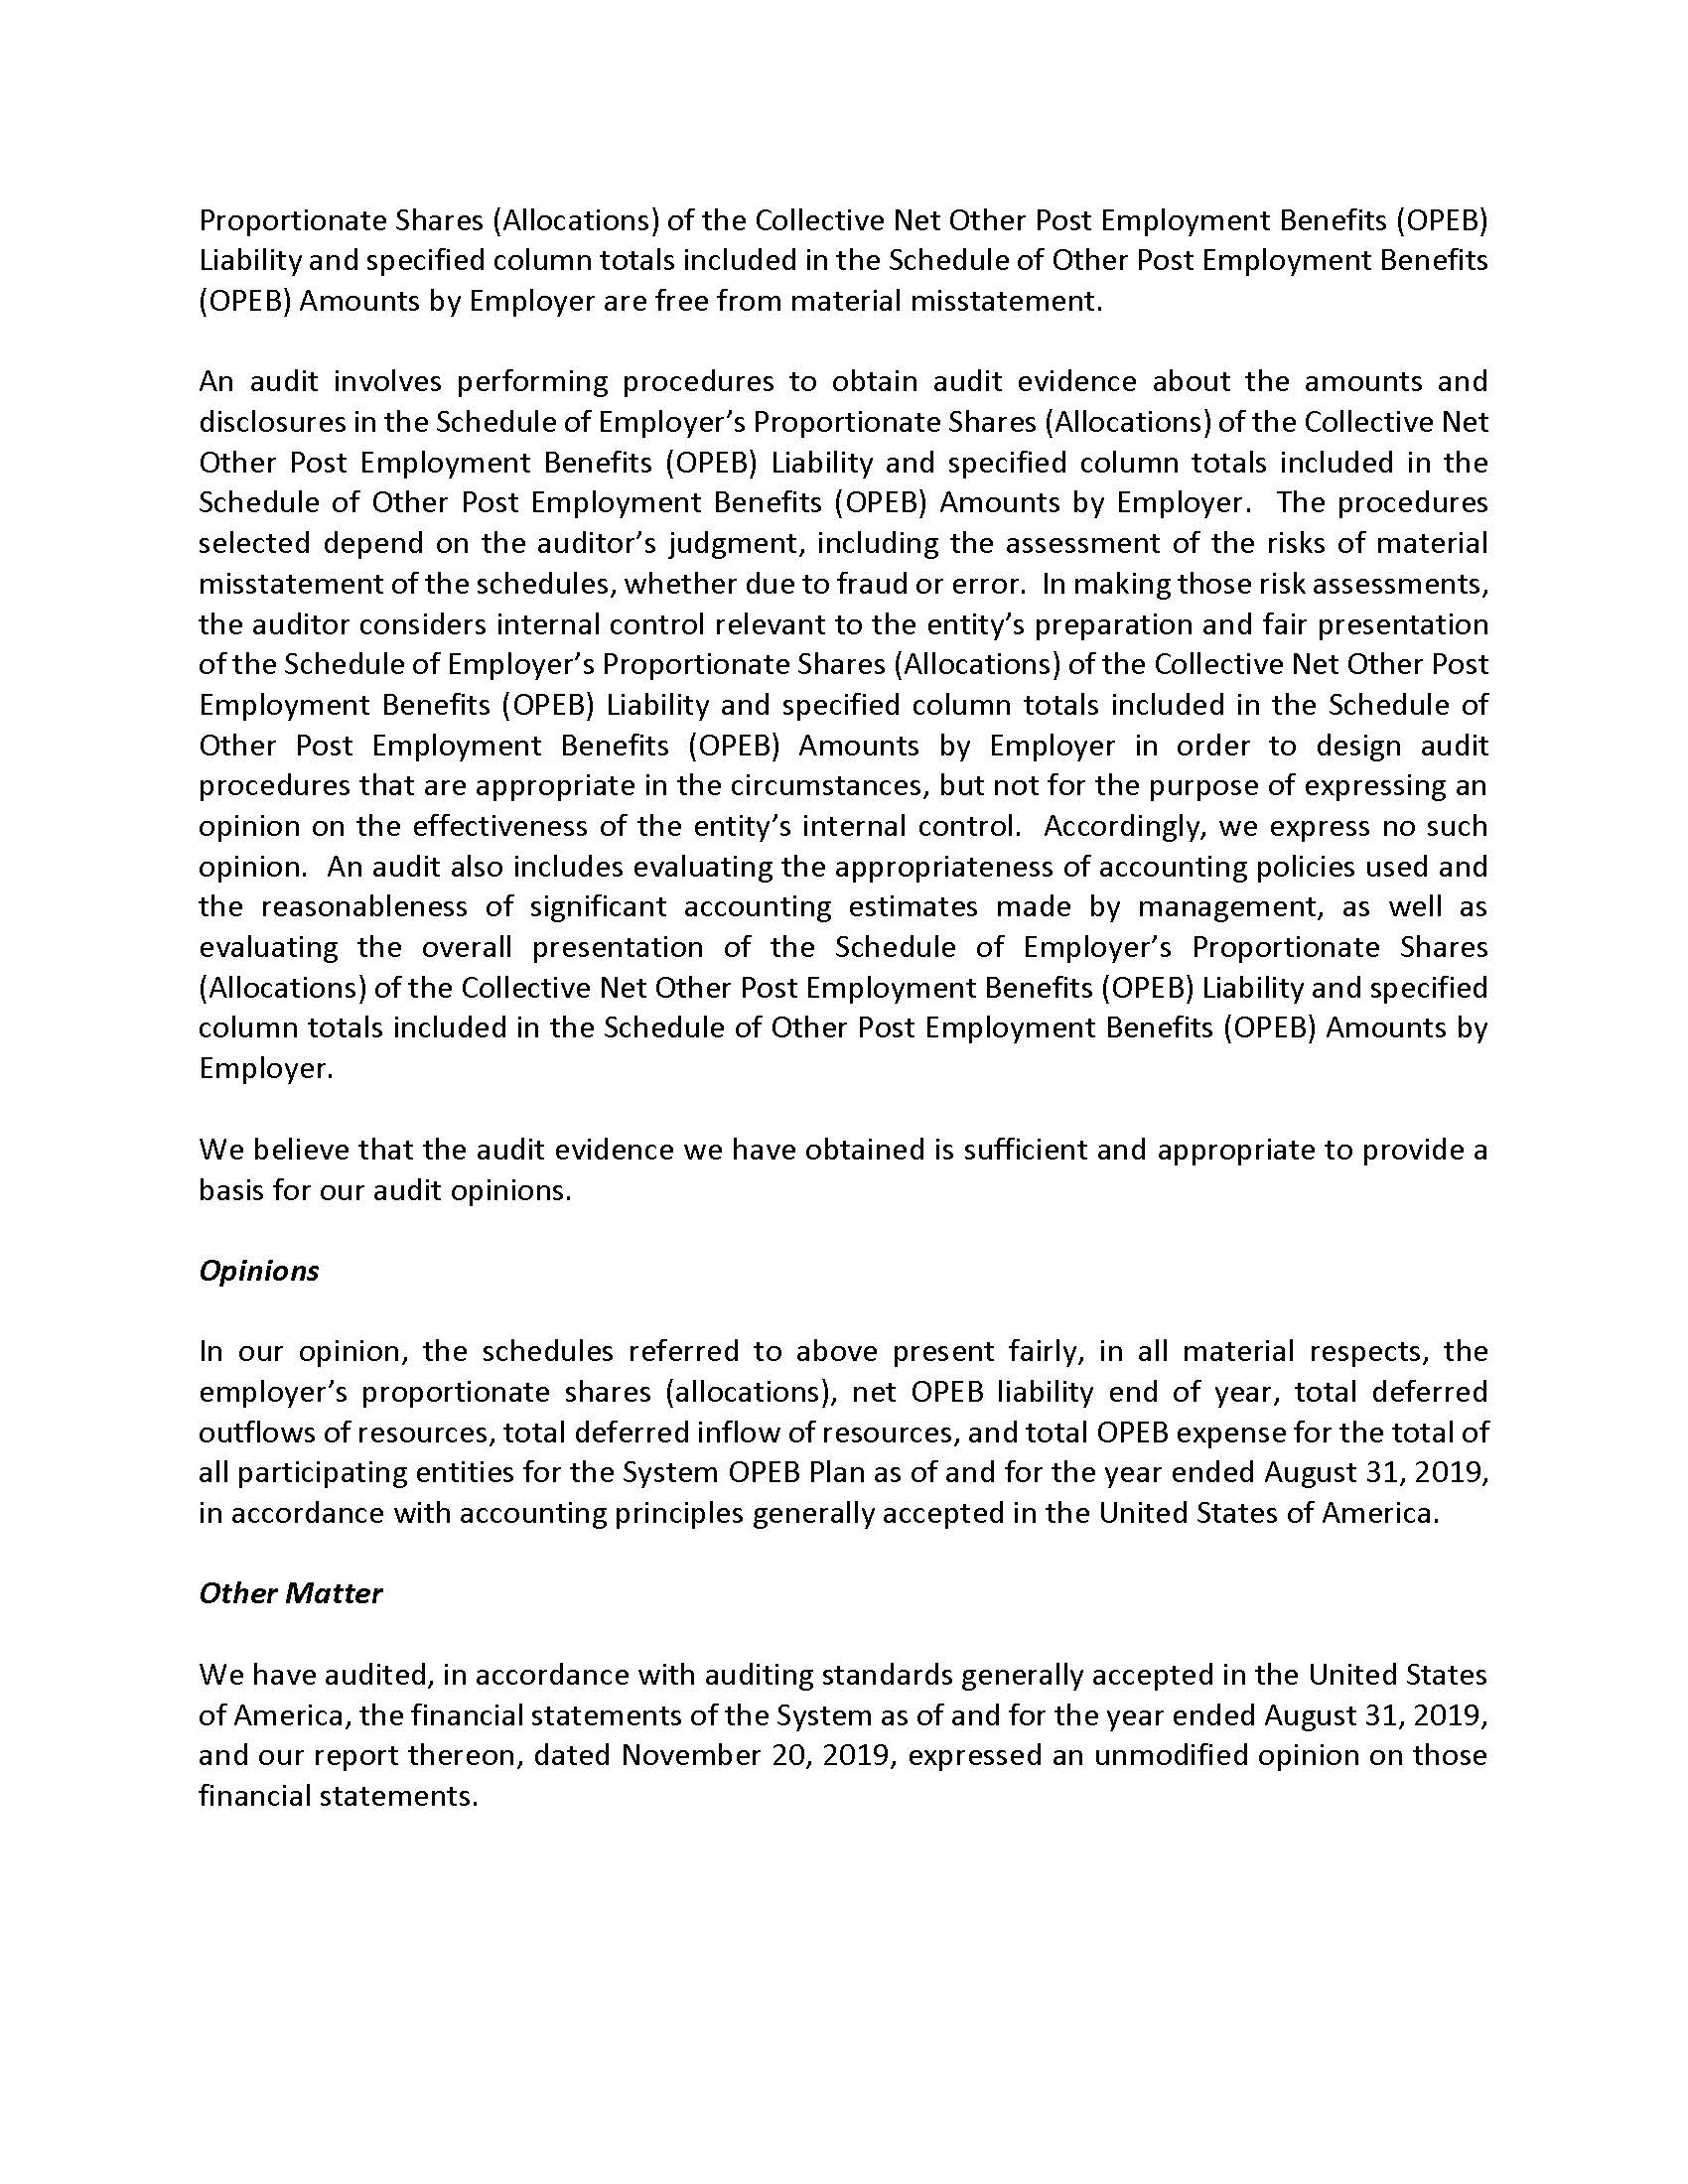 Proportionate Shares (Allocations) of the Collective Net Other Post Employment Benefits (OPEB)
Liability and specified column totals included in the Schedule of Other Post Employment Benefits
(OPEB) Amounts by Employer are free from material misstatement.
An audit involves performing procedures to obtain audit evidence about the amounts and
disclosures in the Schedule of Employer’s Proportionate Shares (Allocations) of the Collective Net
Other Post Employment Benefits (OPEB) Liability and specified column totals included in the
Schedule of Other Post Employment Benefits (OPEB) Amounts by Employer.  The procedures
selected depend on the auditor’s judgment, including the assessment of the risks of material
misstatement of the schedules, whether due to fraud or error.  In making those risk assessments,
the auditor considers internal control relevant to the entity’s preparation and fair presentation
of the Schedule of Employer’s Proportionate Shares (Allocations) of the Collective Net Other Post
Employment Benefits (OPEB) Liability and specified column totals included in the Schedule of
Other Post Employment Benefits (OPEB) Amounts by Employer in order to design audit
procedures that are appropriate in the circumstances, but not for the purpose of expressing an
opinion on the effectiveness of the entity’s internal control.  Accordingly, we express no such
opinion.  An audit also includes evaluating the appropriateness of accounting policies used and
the reasonableness of significant accounting estimates made by management, as well as
evaluating the overall presentation of the Schedule of Employer’s Proportionate Shares
(Allocations) of the Collective Net Other Post Employment Benefits (OPEB) Liability and specified
column totals included in the Schedule of Other Post Employment Benefits (OPEB) Amounts by
Employer.
We believe that the audit evidence we have obtained is sufficient and appropriate to provide a
basis for our audit opinions.
Opinions
In our opinion, the schedules referred to above present fairly, in all material respects, the
employer’s proportionate shares (allocations), net OPEB liability end of year, total deferred
outflows of resources, total deferred inflow of resources, and total OPEB expense for the total of
all participating entities for the System OPEB Plan as of and for the year ended August 31, 2019,
in accordance with accounting principles generally accepted in the United States of America.
Other Matter
We have audited, in accordance with auditing standards generally accepted in the United States
of America, the financial statements of the System as of and for the year ended August 31, 2019,
and our report thereon, dated November 20, 2019, expressed an unmodified opinion on those
financial statements.